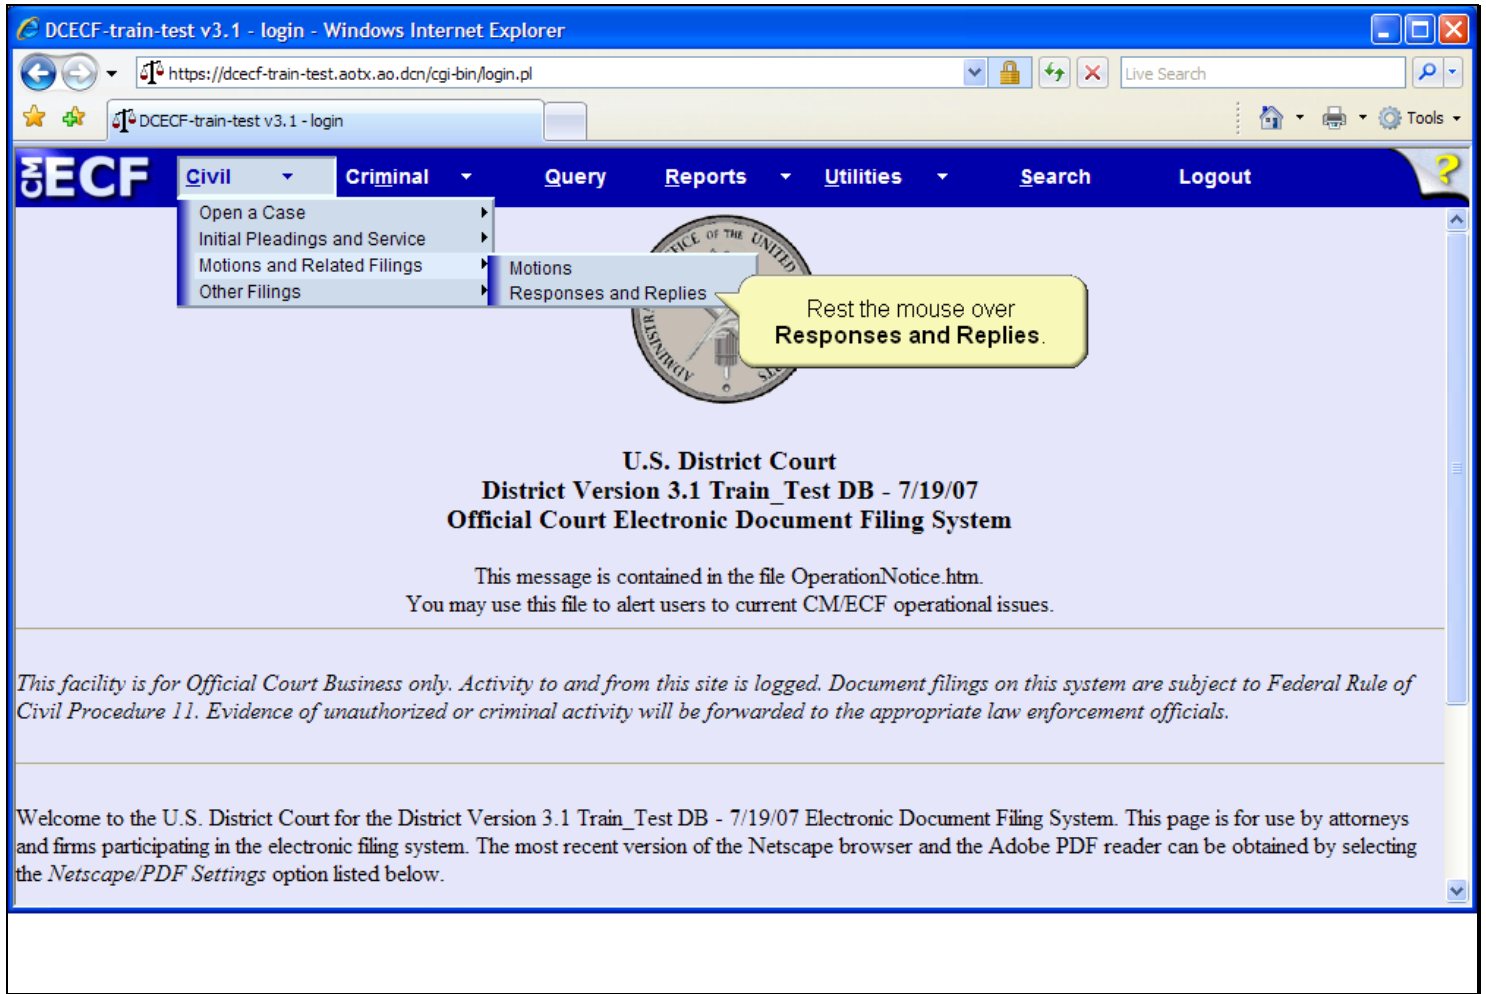 DCECF-train-test v3.1 - login - Windows Internet Explorer
https://dcecf-train-test.aotx.ao.dcn/cgi-bin/login.pl
Live Search
DCECF-train-test v3.1 - login
Tools
CM ECF
Civil Criminal Query Reports Utilities Search Logout ?
Open a Case
Initial Pleadings and Service
Motions and Related Filings
Other Filings
Motions
Responses and Replies
Rest the mouse over
Responses and Replies.
OF THE
U.S. District Court
District Version 3.1 Train_Test DB - 7/19/07
Official Court Electronic Document Filing System
This message is contained in the file OperationNotice.htm.
You may use this file to alert users to current CM/ECF operational issues.
This facility is for Official Court Business only. Activity to and from this site is logged. Document filings on this system are subject to Federal Rule of
Civil Procedure 11. Evidence of unauthorized or criminal activity will be forwarded to the appropriate law enforcement officials.
Welcome to the U.S. District Court for the District Version 3.1 Train_Test DB - 7/19/07 Electronic Document Filing System. This page is for use by attorneys
and firms participating in the electronic filing system. The most recent version of the Netscape browser and the Adobe PDF reader can be obtained by selecting
the Netscape/PDF Settings option listed below.